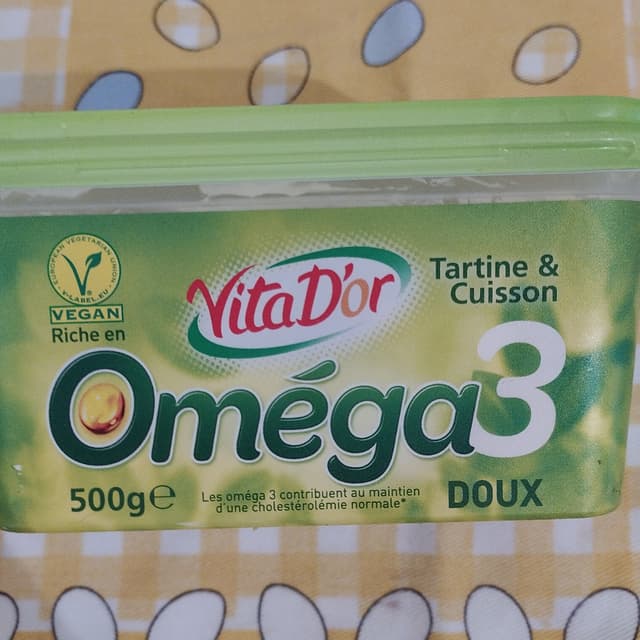 EUROPEAN VEGETARIAN UNION
V-LABEL.EU
VEGAN
VitaD'or
Tartine &
Cuisson
Riche en
Oméga3
500g e
Les oméga 3 contribuent au maintien
d'une cholestérolémie normale*
DOUX